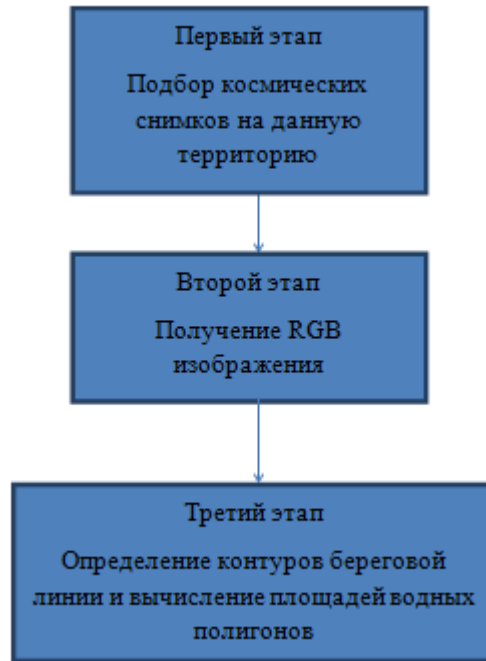 Первый этап
Подбор космических
снимков на данную
территорию
Второй этап
Получение RGB
изображения
Третий этап
Определение контуров береговой
линии и вычисление площадей водных
полигонов